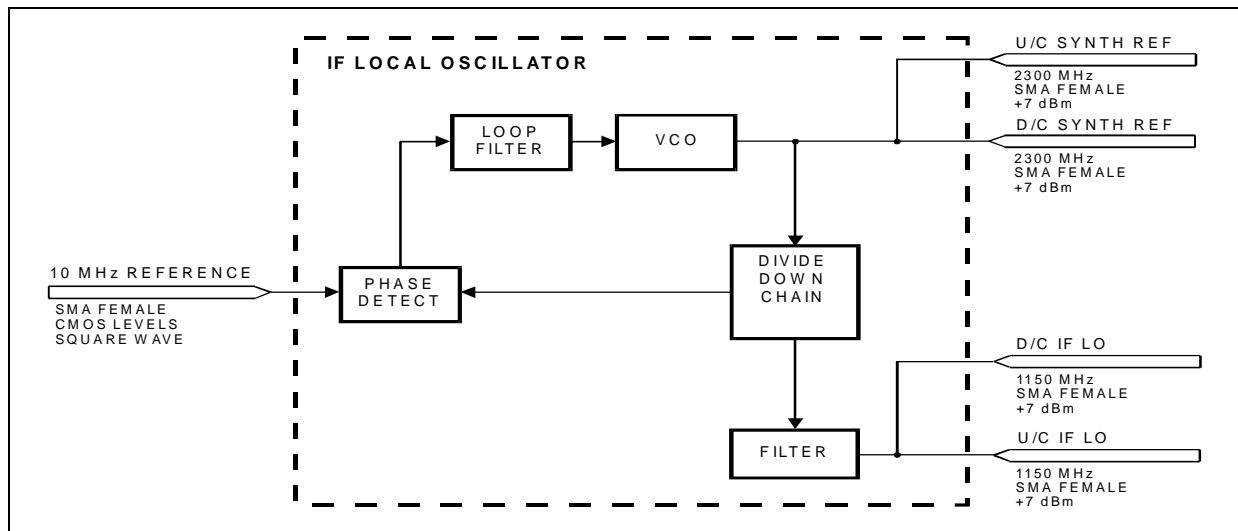 IF LOCAL OSCILLATOR
U/C SYNTH REF
2300 MHz
SMA FEMALE
+7 dBm
D/C SYNTH REF
2300 MHz
SMA FEMALE
+7 dBm
LOOP
FILTER
VCO
10 MHz REFERENCE
SMA FEMALE
CMOS LEVELS
SQUARE WAVE
PHASE
DETECT
DIVIDE
DOWN
CHAIN
FILTER
D/C IF LO
1150 MHz
SMA FEMALE
+7 dBm
U/C IF LO
1150 MHz
SMA FEMALE
+7 dBm